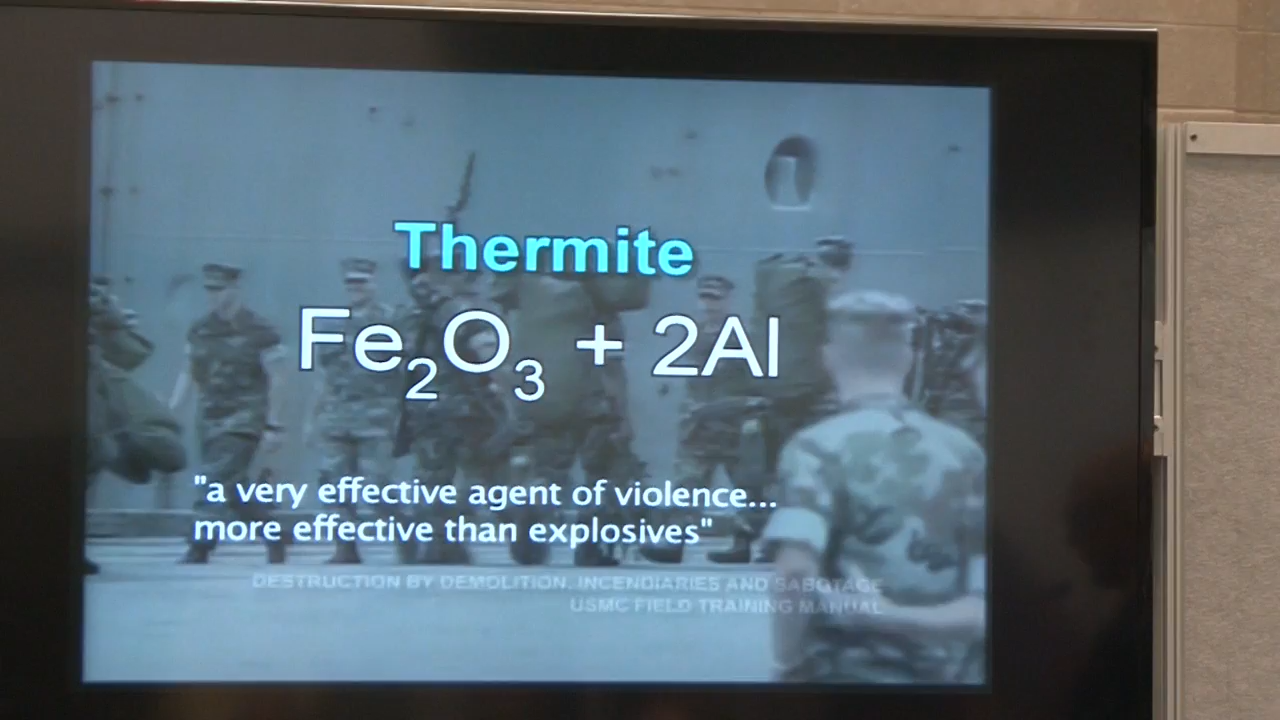 Thermite
Fe₂O₃ + 2Al
"a very effective agent of violence...
more effective than explosives"
DESTRUCTION BY DEMOLITION, INCENDIARIES AND SABOTAGE
USMC FIELD TRAINING MANUAL